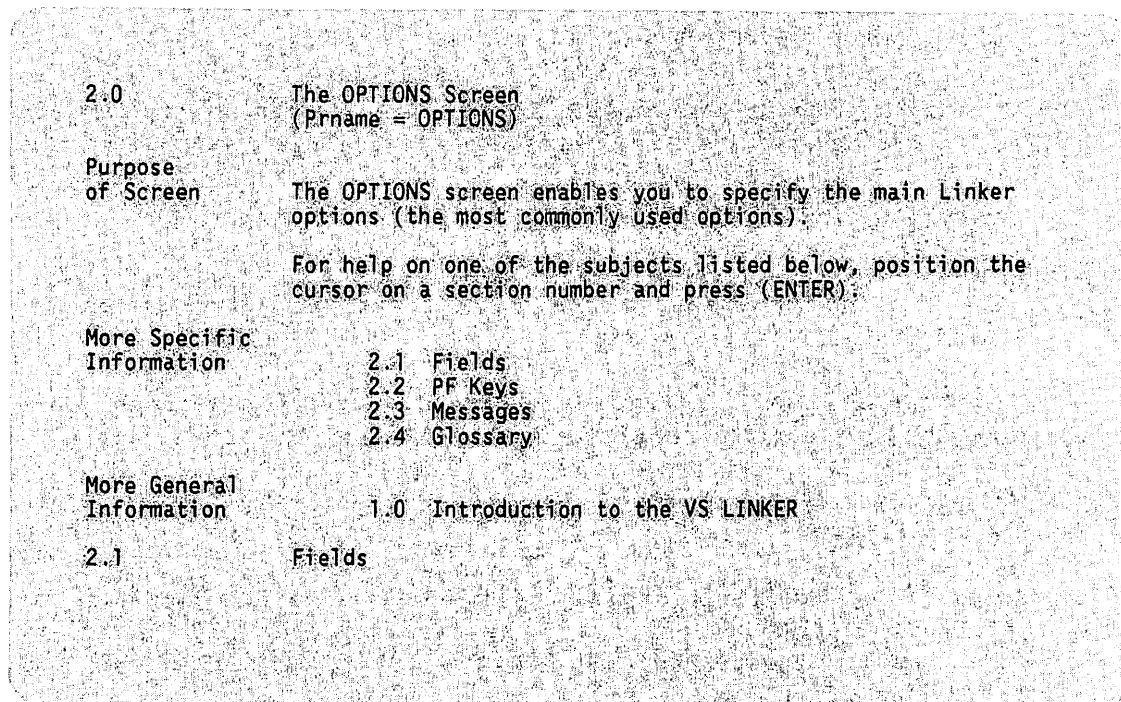 2.0 The OPTIONS Screen
(Prname = OPTIONS)
Purpose
of Screen The OPTIONS screen enables you to specify the main Linker
options (the most commonly used options).
For help on one of the subjects listed below, position the
cursor on a section number and press (ENTER).
More Specific
Information 2.1 Fields
2.2 PF Keys
2.3 Messages
2.4 Glossary
More General
Information 1.0 Introduction to the VS LINKER
2.1 Fields